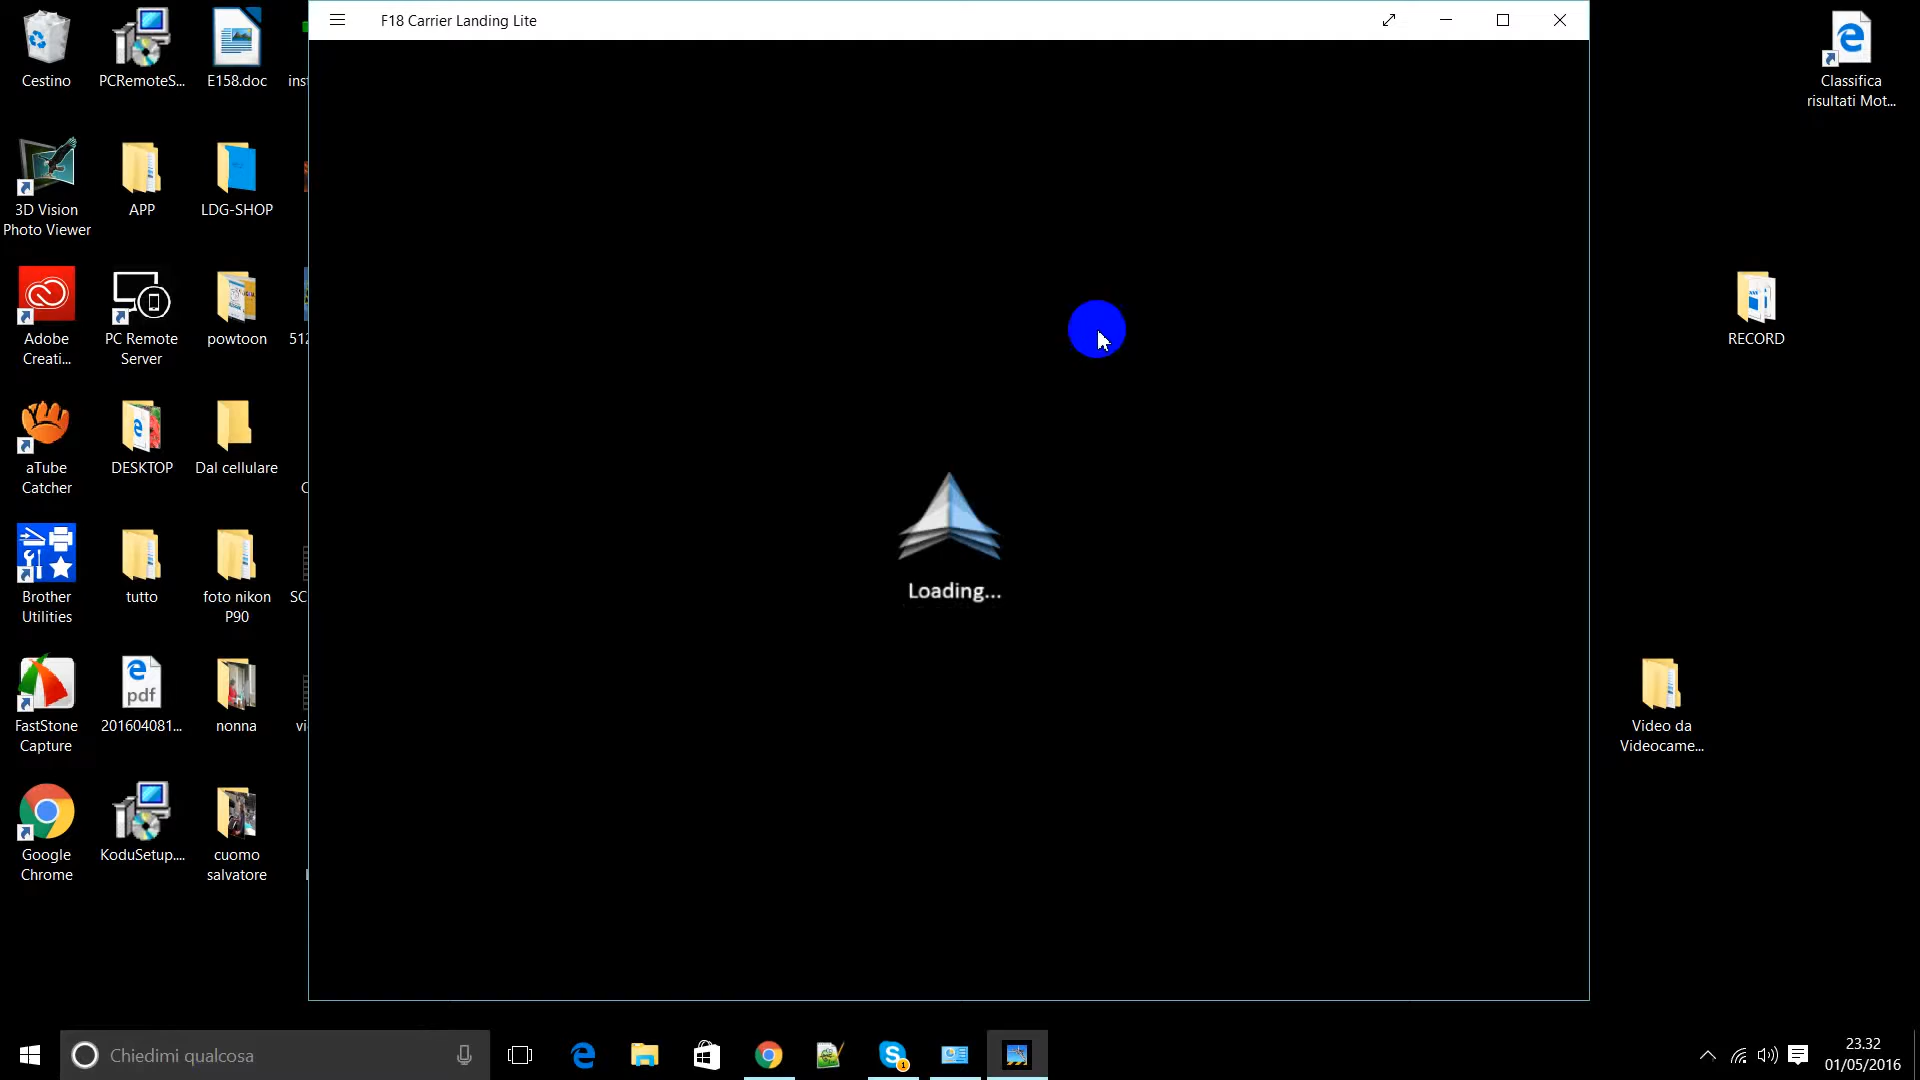 F18 Carrier Landing Lite
Cestino
PCRemoteS...
E158.doc
3D Vision
Photo Viewer
APP
LDG-SHOP
Adobe
Creati...
PC Remote
Server
powtoon
aTube
Catcher
DESKTOP
Dal cellulare
Brother
Utilities
tutto
foto nikon
P90
FastStone
Capture
pdf
201604081...
nonna
Google
Chrome
KoduSetup....
cuomo
salvatore
Loading...
Classifica
risultati Mot...
RECORD
Video da
Videocame...
Chiedimi qualcosa
23.32
01/05/2016